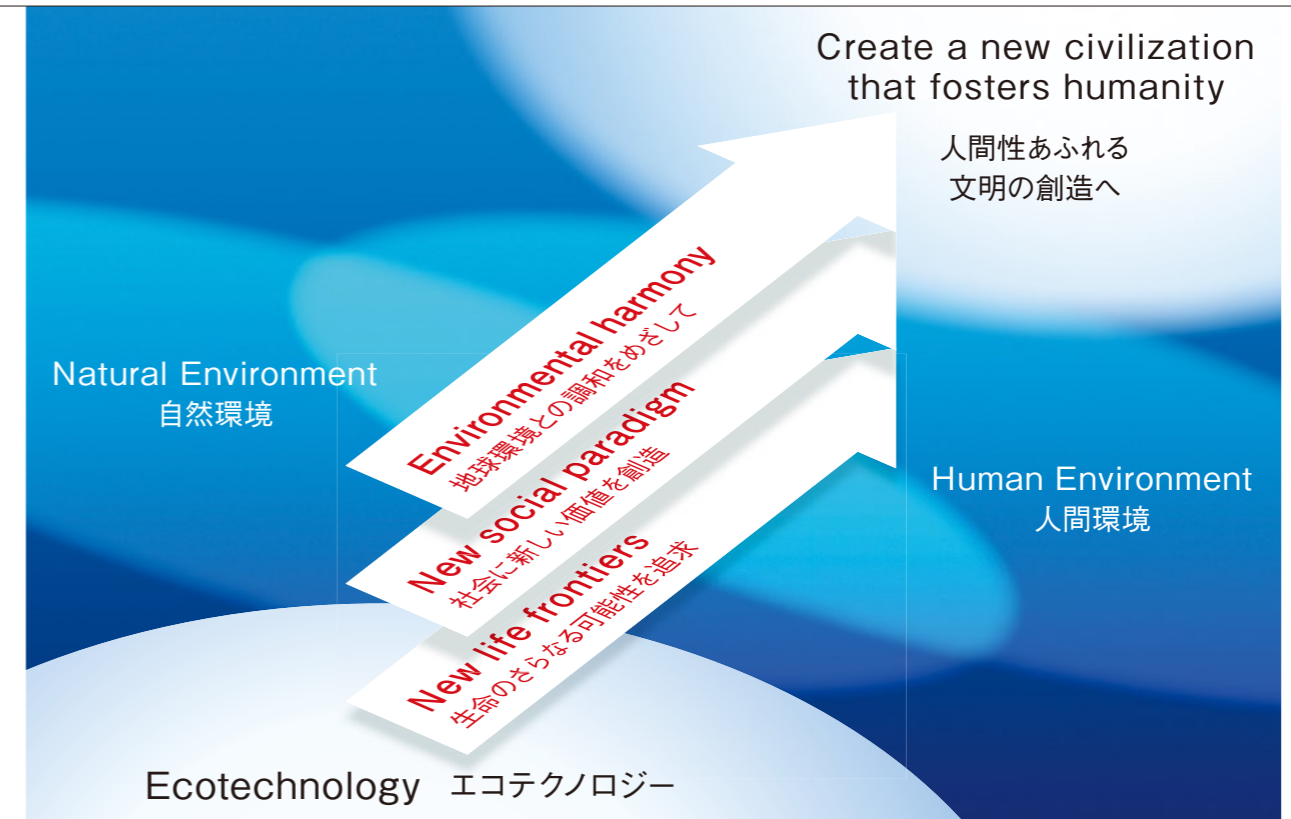 Create a new civilization
that fosters humanity
人間性あふれる
文明の創造へ
Environmental harmony
地球環境との調和をめざして
New social paradigm
社会に新しい価値を創造
New life frontiers
生命のさらなる可能性を追求
Natural Environment
自然環境
Human Environment
人間環境
Ecotechnology エコテクノロジー